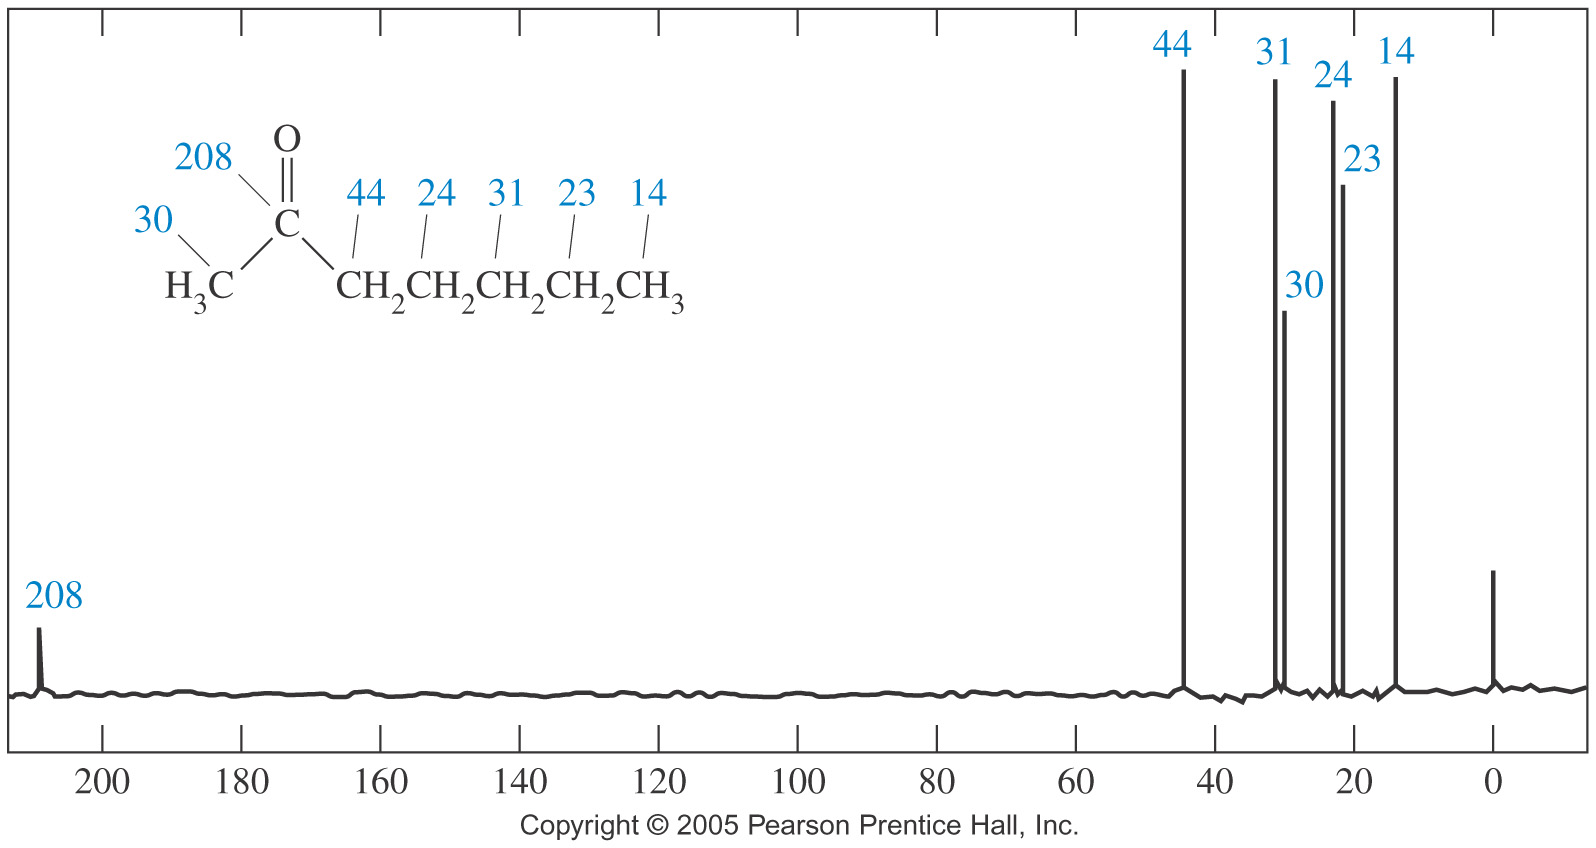 44
31
14
24
O
208
23
44 24 31 23 14
30
C
H3C CH2CH2CH2CH2CH3
30
208
200 180 160 140 120 100 80 60 40 20 0
Copyright © 2005 Pearson Prentice Hall, Inc.